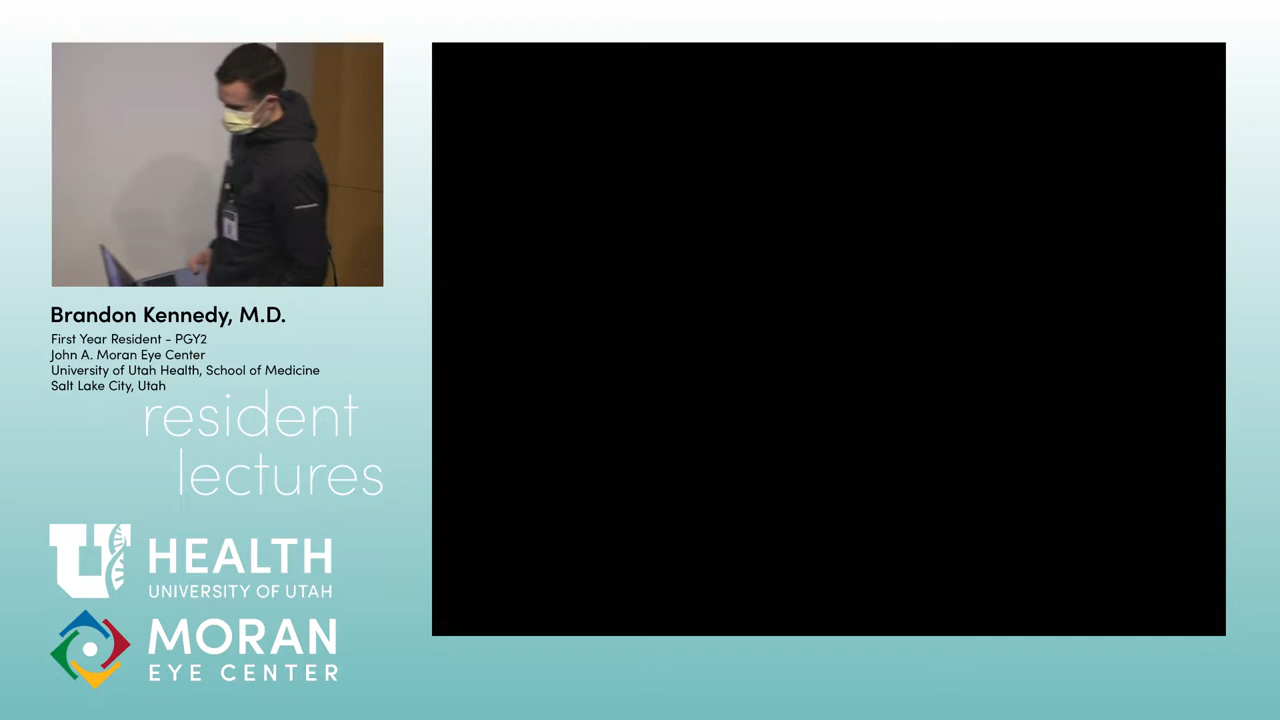 Brandon Kennedy, M.D.
First Year Resident - PGY2
John A. Moran Eye Center
University of Utah Health, School of Medicine
Salt Lake City, Utah
resident
lectures
U HEALTH
UNIVERSITY OF UTAH
MORAN
EYE CENTER